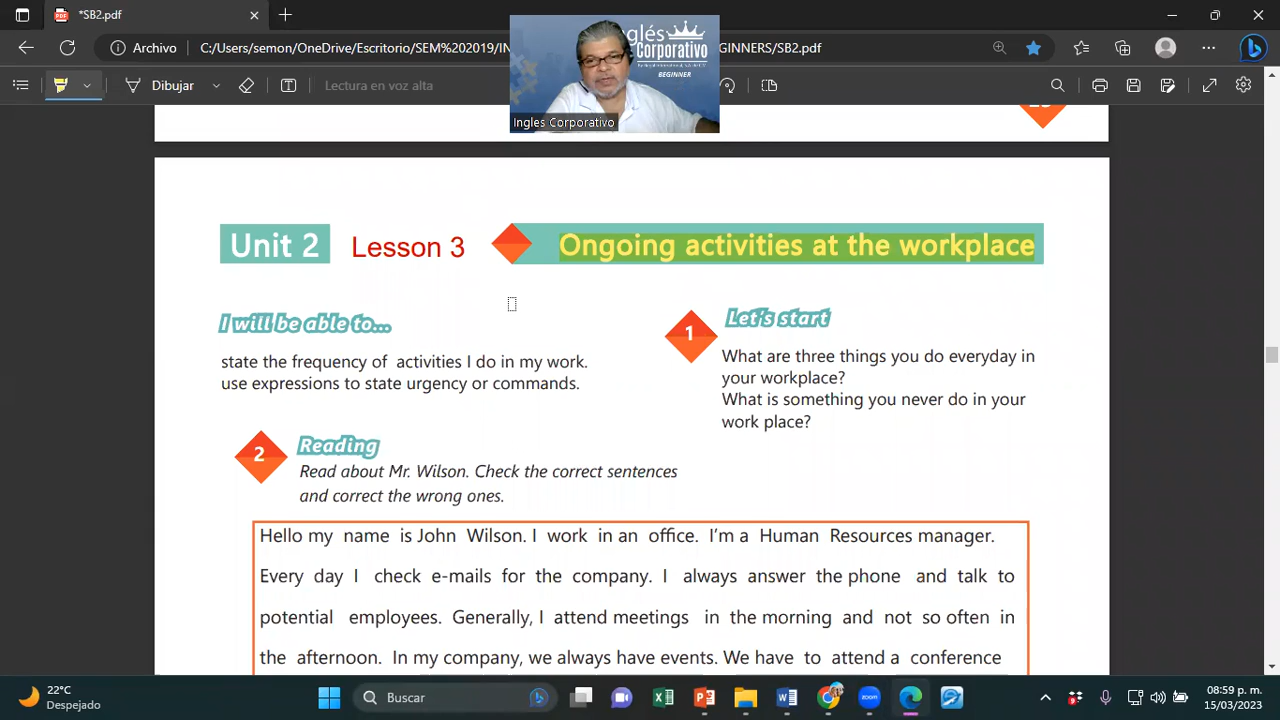 *SB2.pdf
Archivo
C:/Users/semon/OneDrive/Escritorio/SEM%202019/IN
GINNERS/SB2.pdf
Dibujar
Lectura en voz alta
nglés
Corporativo
BEGINNER
Ingles Corporativo
Unit 2
Lesson 3
Ongoing activities at the workplace
I will be able to...
state the frequency of activities I do in my work.
use expressions to state urgency or commands.
1
Let's start
What are three things you do everyday in
your workplace?
What is something you never do in your
work place?
2
Reading
Read about Mr. Wilson. Check the correct sentences
and correct the wrong ones.
Hello my name is John Wilson. I work in an office. I'm a Human Resources manager.
Every day I check e-mails for the company. I always answer the phone and talk to
potential employees. Generally, I attend meetings in the morning and not so often in
the afternoon. In my company, we always have events. We have to attend a conference
22°C
Despejado
Buscar
08:59 p. m.
15/03/2023